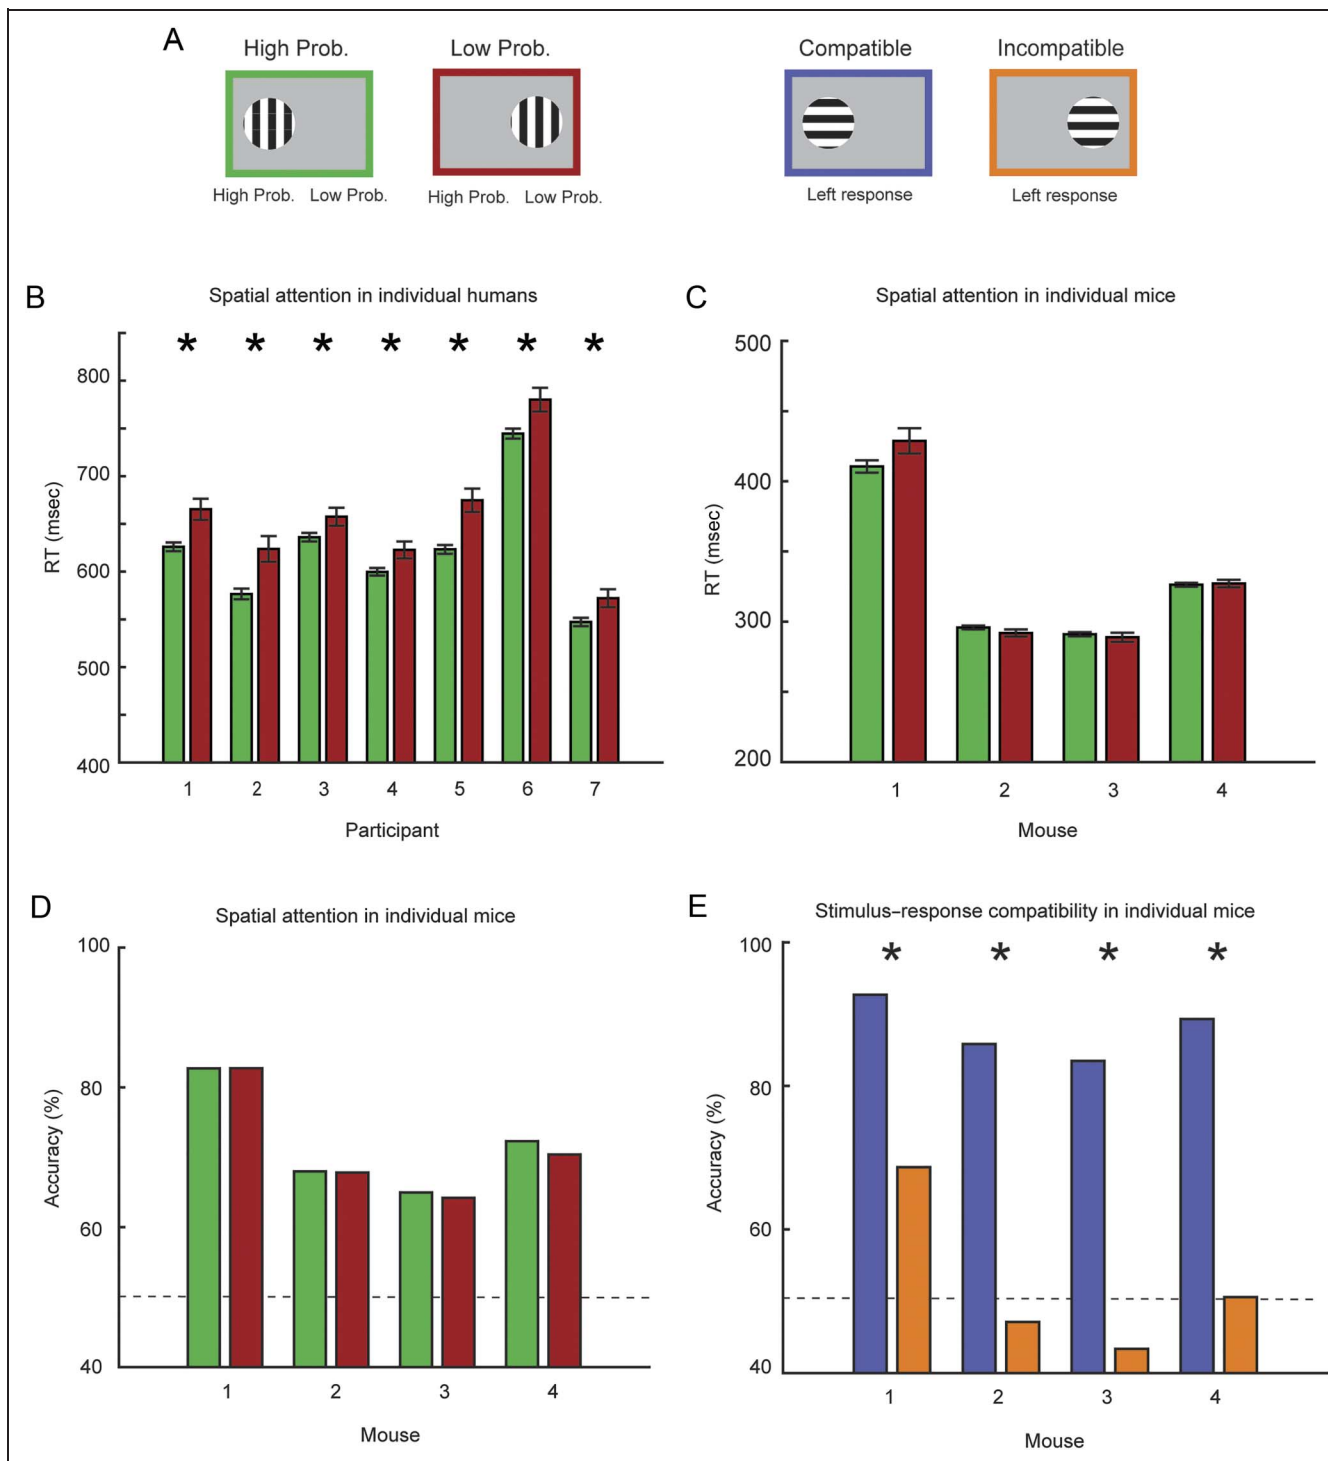 A
High Prob.
Low Prob.
Compatible
Incompatible
High Prob. Low Prob.
High Prob. Low Prob.
Left response
Left response
B
Spatial attention in individual humans
* * * * * * *
800
700
600
500
400
RT (msec)
1 2 3 4 5 6 7
Participant
C
Spatial attention in individual mice
500
400
300
200
RT (msec)
1 2 3 4
Mouse
D
Spatial attention in individual mice
100
80
60
40
Accuracy (%)
1 2 3 4
Mouse
E
Stimulus–response compatibility in individual mice
* * * *
100
80
60
40
Accuracy (%)
1 2 3 4
Mouse